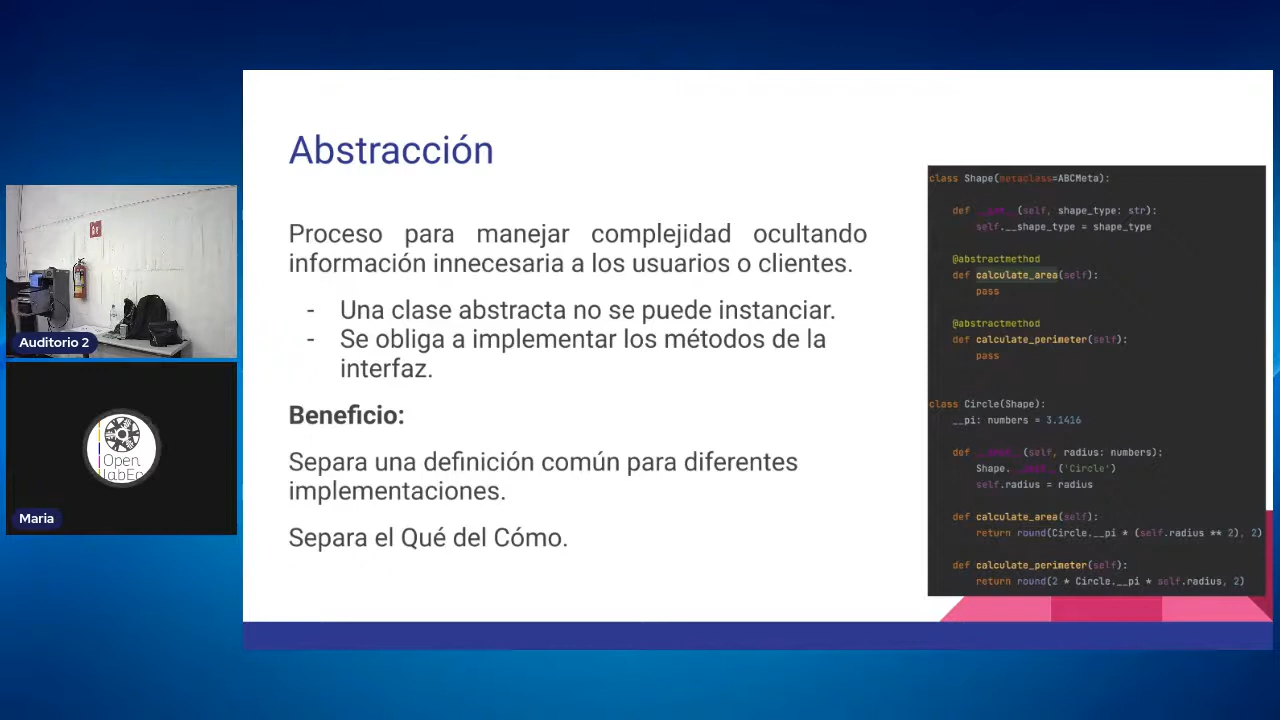 Abstracción
Proceso para manejar complejidad ocultando
información innecesaria a los usuarios o clientes.
- Una clase abstracta no se puede instanciar.
- Se obliga a implementar los métodos de la
interfaz.
Beneficio:
Separa una definición común para diferentes
implementaciones.
Separa el Qué del Cómo.
class Shape(metaclass=ABCMeta):
def (self, shape_type: str):
self.__shape_type = shape_type
@abstractmethod
def calculate_area(self):
pass
@abstractmethod
def calculate_perimeter(self):
pass
class Circle(Shape):
__pi: numbers = 3.1416
def (self, radius: numbers):
Shape. ('Circle')
self.radius = radius
def calculate_area(self):
return round(Circle.__pi * (self.radius ** 2), 2)
def calculate_perimeter(self):
return round(2 * Circle.__pi * self.radius, 2)
Auditorio 2
Open
labEc
Maria